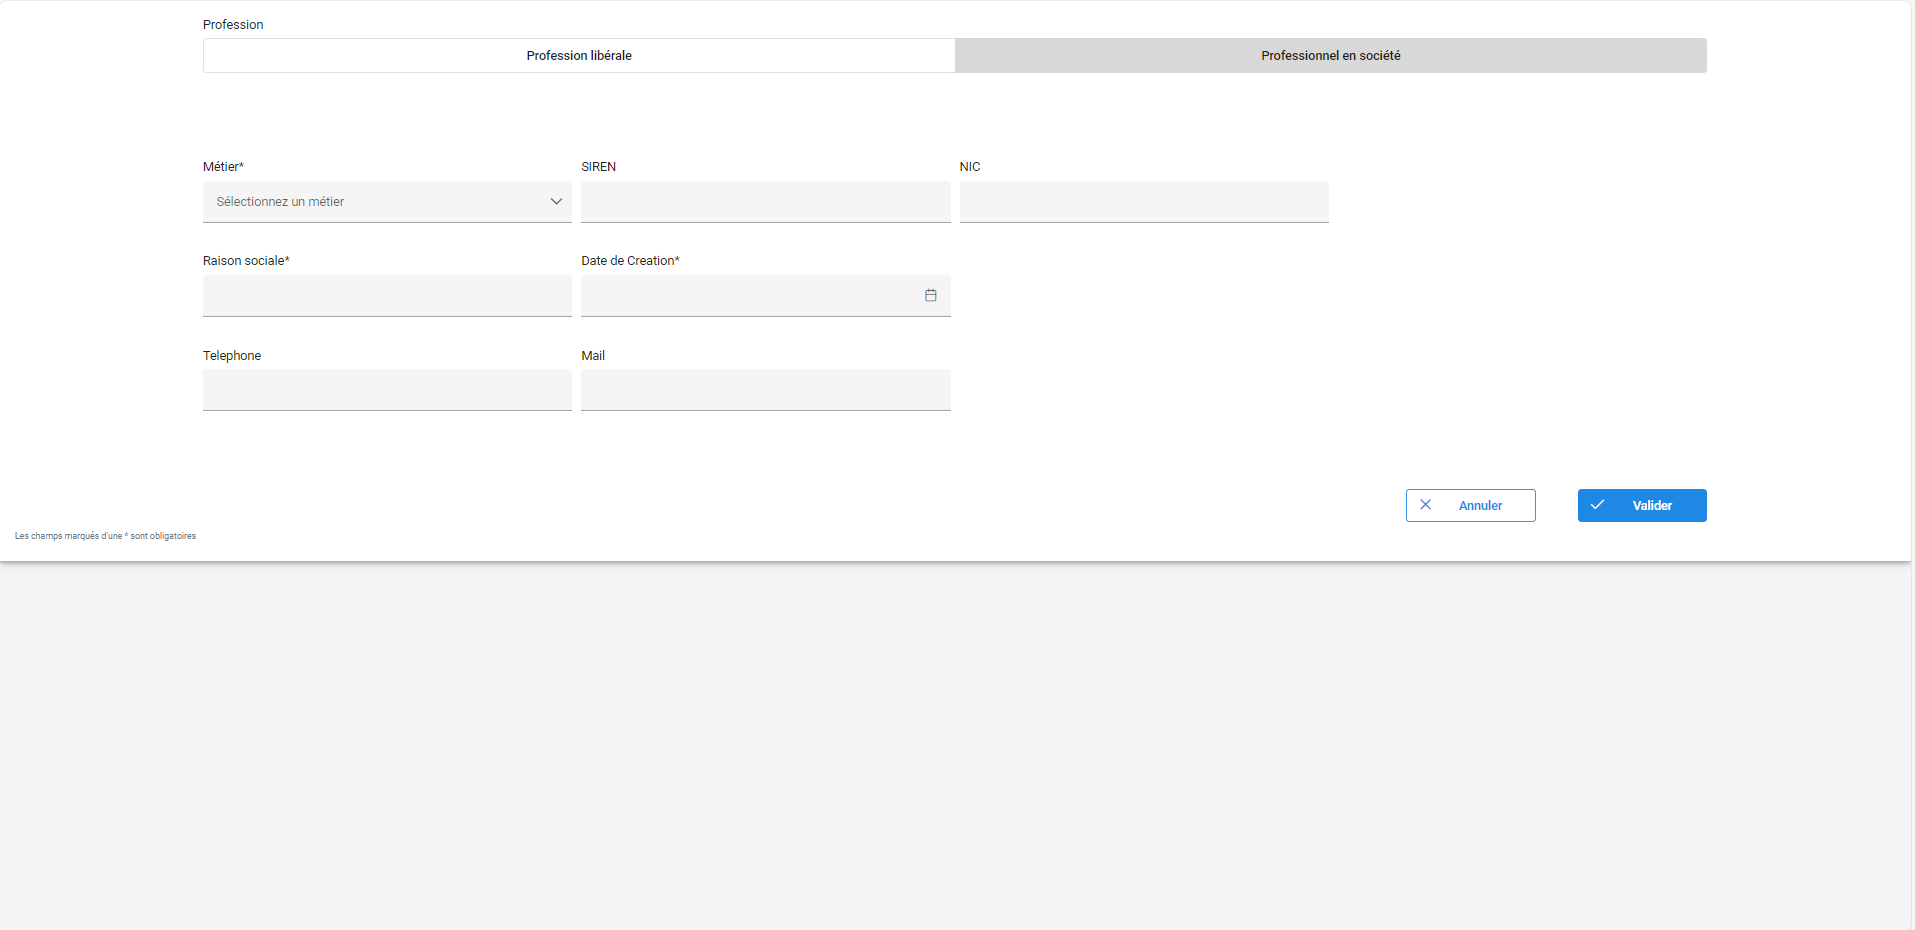 Profession
Profession libérale
Professionnel en société
Métier*
SIREN
NIC
Sélectionnez un métier
Raison sociale*
Date de Creation*
Telephone
Mail
Annuler
Valider
Les champs marqués d'une * sont obligatoires